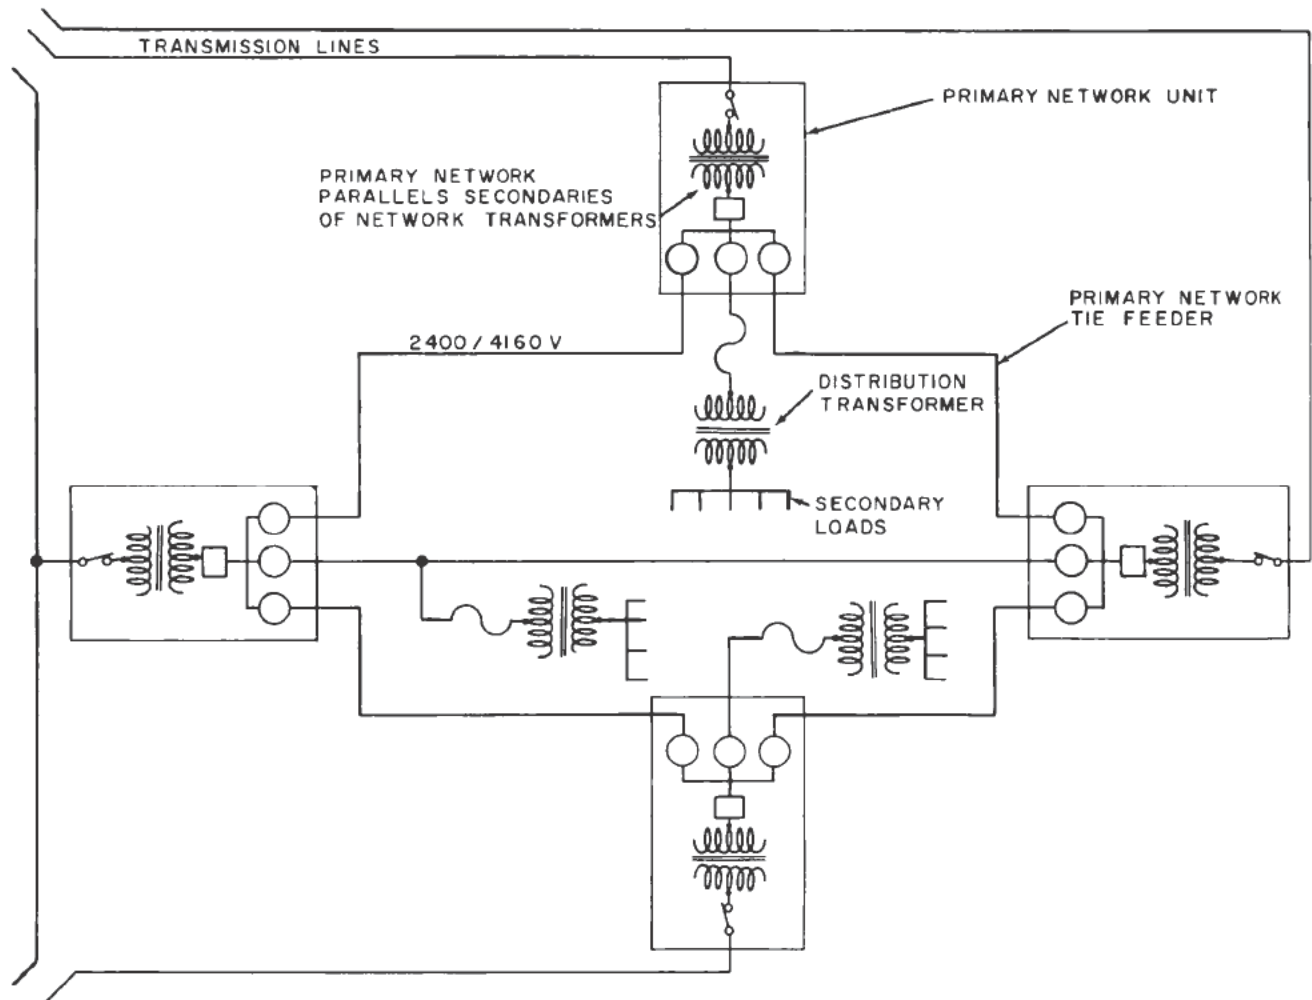 TRANSMISSION LINES
PRIMARY NETWORK UNIT
PRIMARY NETWORK
PARALLELS SECONDARIES
OF NETWORK TRANSFORMERS
PRIMARY NETWORK
TIE FEEDER
2400/4160 V
DISTRIBUTION
TRANSFORMER
SECONDARY
LOADS